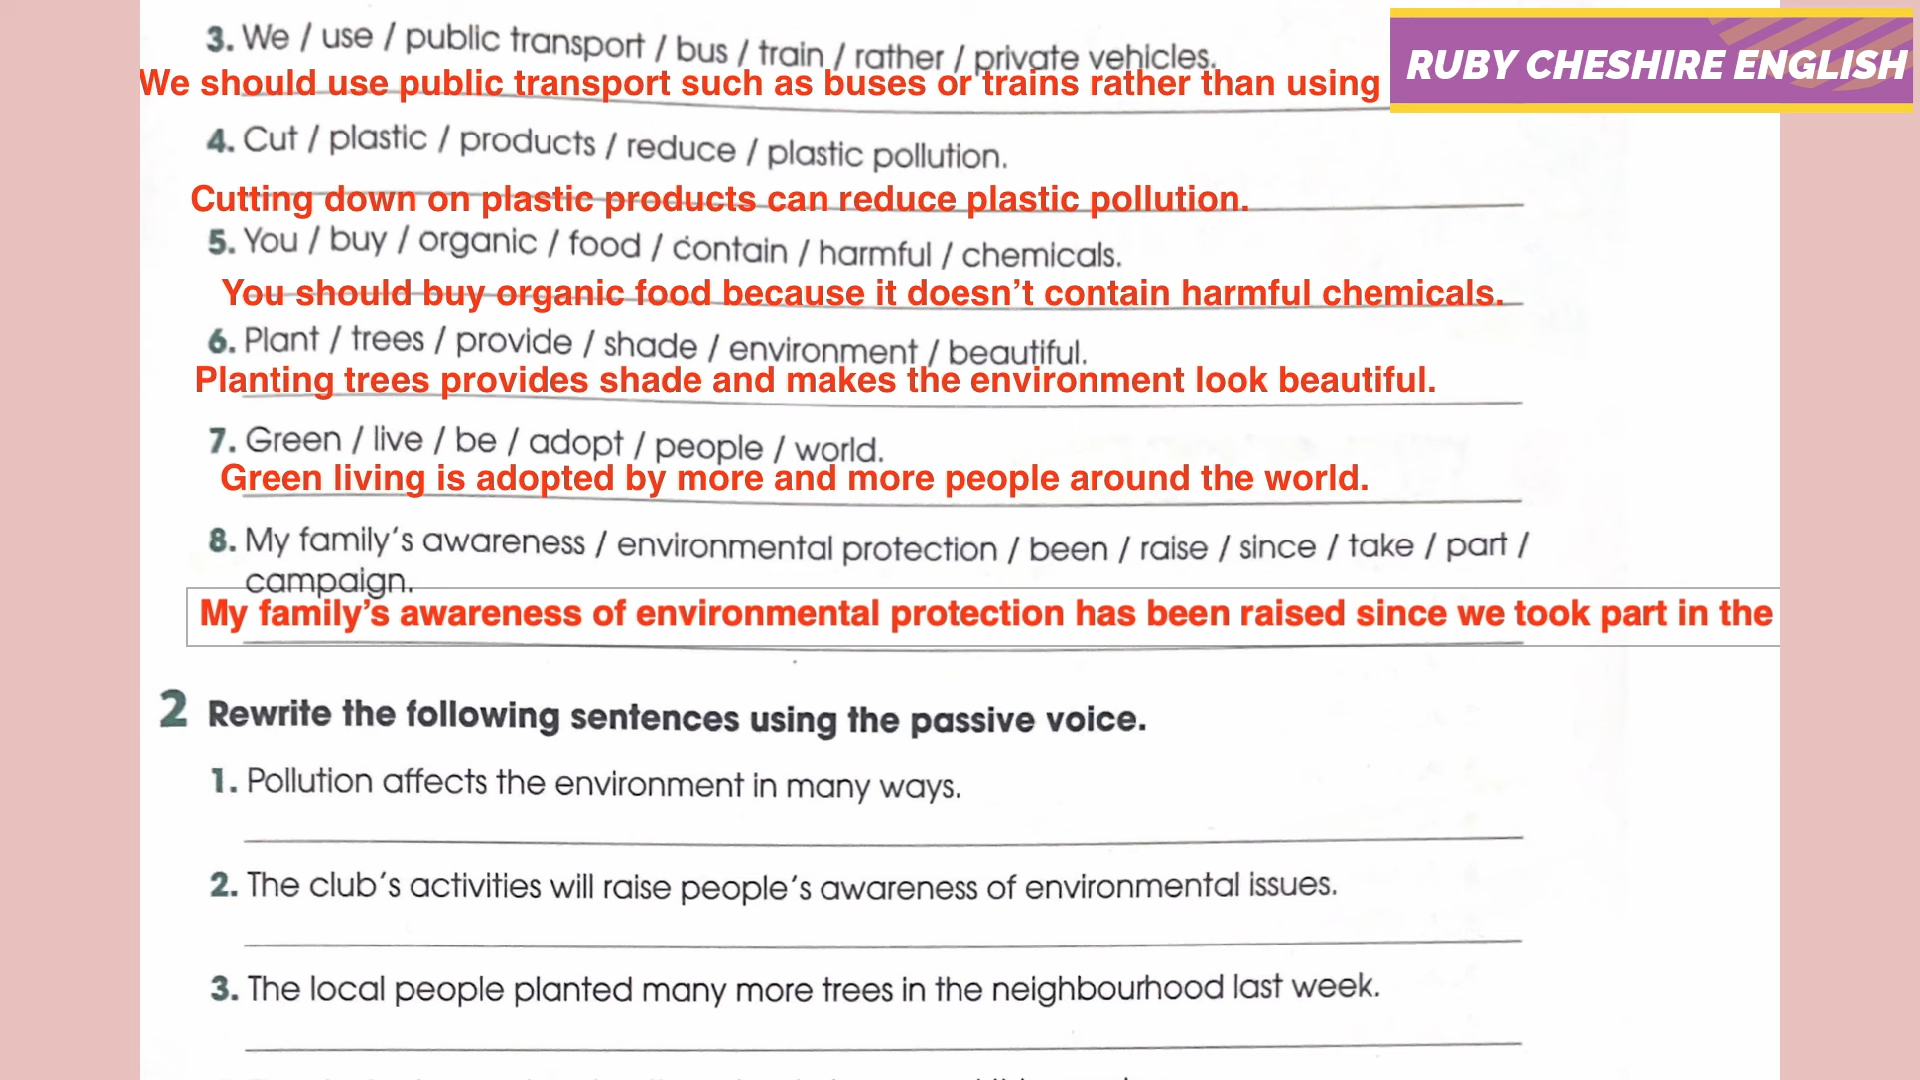 3. We / use / public transport / bus / train / rather / private vehicles.
We should use public transport such as buses or trains rather than using
RUBY CHESHIRE ENGLISH
4. Cut / plastic / products / reduce / plastic pollution.
Cutting down on plastic products can reduce plastic pollution.
5. You / buy / organic / food / contain / harmful / chemicals.
You should buy organic food because it doesn’t contain harmful chemicals.
6. Plant / trees / provide / shade / environment / beautiful.
Planting trees provides shade and makes the environment look beautiful.
7. Green / live / be / adopt / people / world.
Green living is adopted by more and more people around the world.
8. My family’s awareness / environmental protection / been / raise / since / take / part /
campaign.
My family’s awareness of environmental protection has been raised since we took part in the
2 Rewrite the following sentences using the passive voice.
1. Pollution affects the environment in many ways.
2. The club’s activities will raise people’s awareness of environmental issues.
3. The local people planted many more trees in the neighbourhood last week.